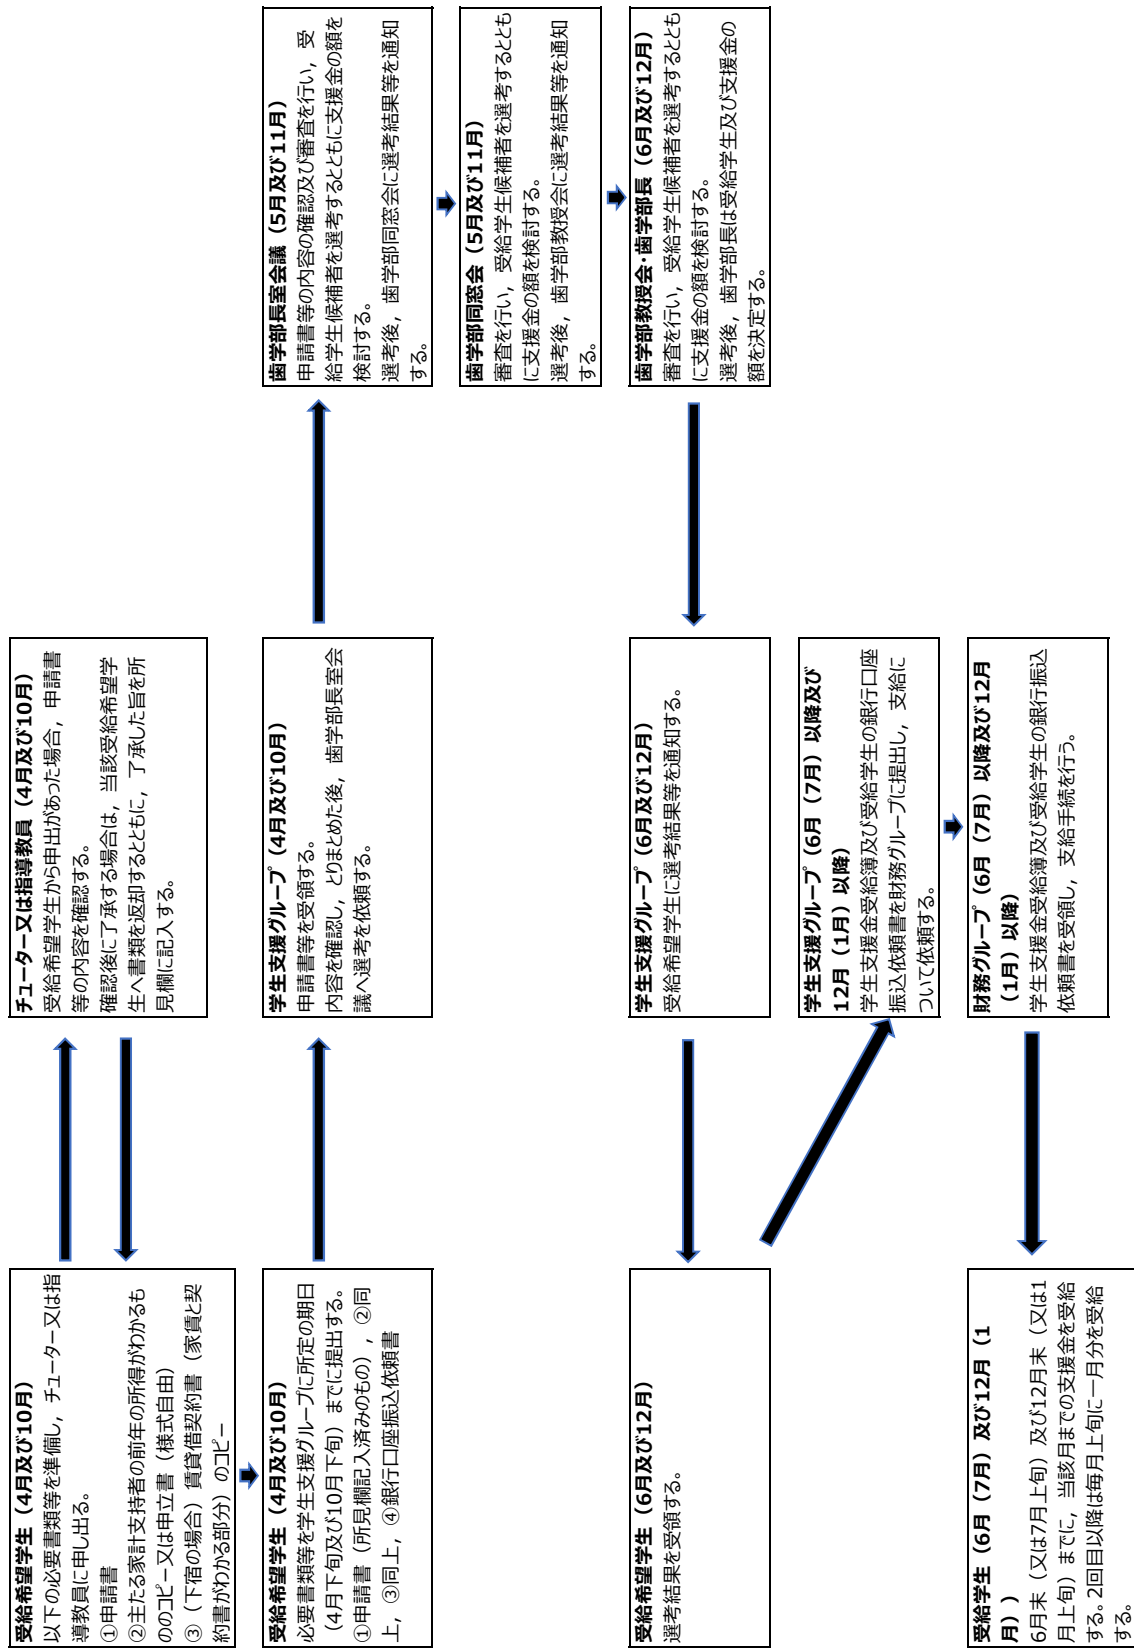 受給希望学生（4月及び10月）
以下の必要書類等を準備し，チューター又は指
導教員に申し出る。
①申請書
②主たる家計支持者の前年の所得がわかるも
ののコピー又は申立書（様式自由）
③（下宿の場合）賃貸借契約書（家賃と契
約書がわかる部分）のコピー
チューター又は指導教員（4月及び10月）
受給希望学生から申出があった場合，申請書
等の内容を確認する。
確認後に了承する場合は，当該受給希望学
生へ書類を返却するとともに，了承した旨を所
見欄に記入する。
受給希望学生（4月及び10月）
必要書類等を学生支援グループに所定の期日
（4月下旬及び10月下旬）までに提出する。
①申請書（所見欄記入済みのもの），②同
上，③同上，④銀行口座振込依頼書
学生支援グループ（4月及び10月）
申請書等を受領する。
内容を確認し，とりまとめた後，歯学部長室会
議へ選考を依頼する。
歯学部長室会議（5月及び11月）
申請書等の内容の確認及び審査を行い，受
給学生候補者を選考するとともに支援金の額を
検討する。
選考後，歯学部同窓会に選考結果等を通知
する。
歯学部同窓会（5月及び11月）
審査を行い，受給学生候補者を選考するととも
に支援金の額を検討する。
選考後，歯学部教授会に選考結果等を通知
する。
歯学部教授会・歯学部長（6月及び12月）
審査を行い，受給学生候補者を選考するととも
に支援金の額を検討する。
選考後，歯学部長は受給学生及び支援金の
額を決定する。
学生支援グループ（6月及び12月）
受給希望学生に選考結果等を通知する。
受給希望学生（6月及び12月）
選考結果を受領する。
学生支援グループ（6月（7月）以降及び
12月（1月）以降）
学生支援金受給簿及び受給学生の銀行口座
振込依頼書を財務グループに提出し，支給に
ついて依頼する。
財務グループ（6月（7月）以降及び12月
（1月）以降）
学生支援金受給簿及び受給学生の銀行振込
依頼書を受領し，支給手続を行う。
受給学生（6月（7月）及び12月（1
月））
6月末（又は7月上旬）及び12月末（又は1
月上旬）までに，当該月までの支援金を受給
する。2回目以降は毎月上旬に一月分を受給
する。